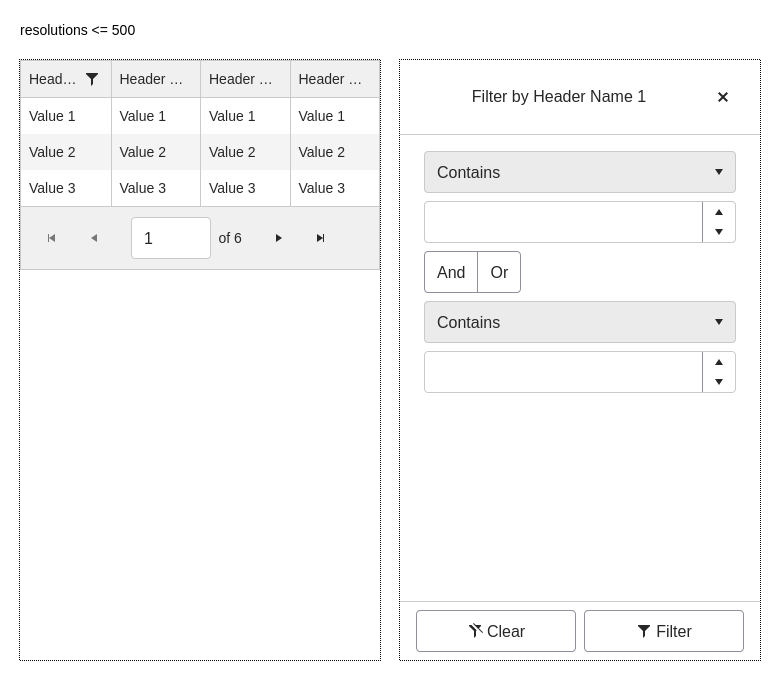 resolutions <= 500
Head... Header ... Header ... Header ...
Value 1 Value 1 Value 1 Value 1
Value 2 Value 2 Value 2 Value 2
Value 3 Value 3 Value 3 Value 3
1 of 6
Filter by Header Name 1
Contains
And Or
Contains
Clear Filter